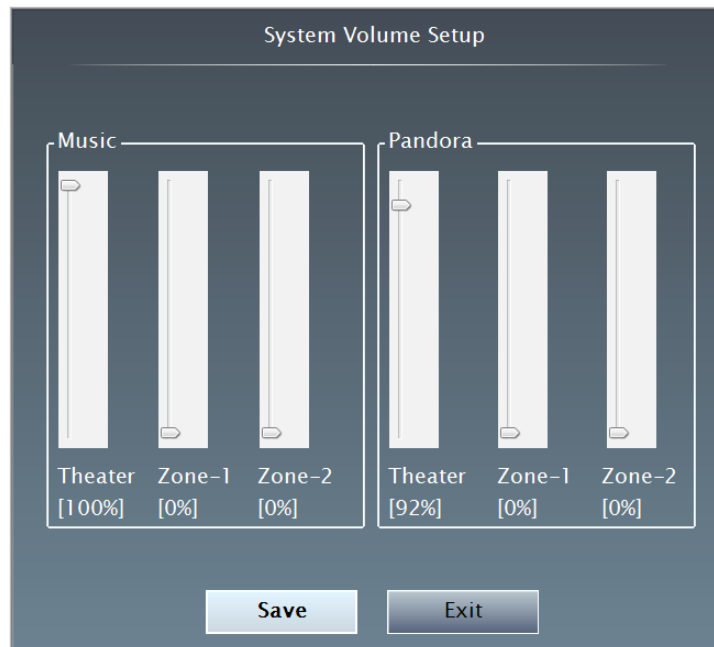 System Volume Setup
Music
Theater Zone-1 Zone-2
[100%] [0%] [0%]
Pandora
Theater Zone-1 Zone-2
[92%] [0%] [0%]
Save Exit